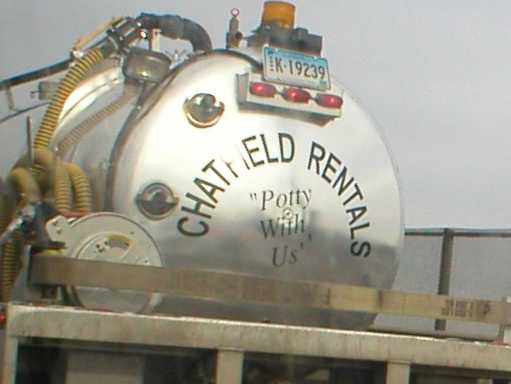 K·19239
CHATFIELD RENTALS
"Potty
With
Us"